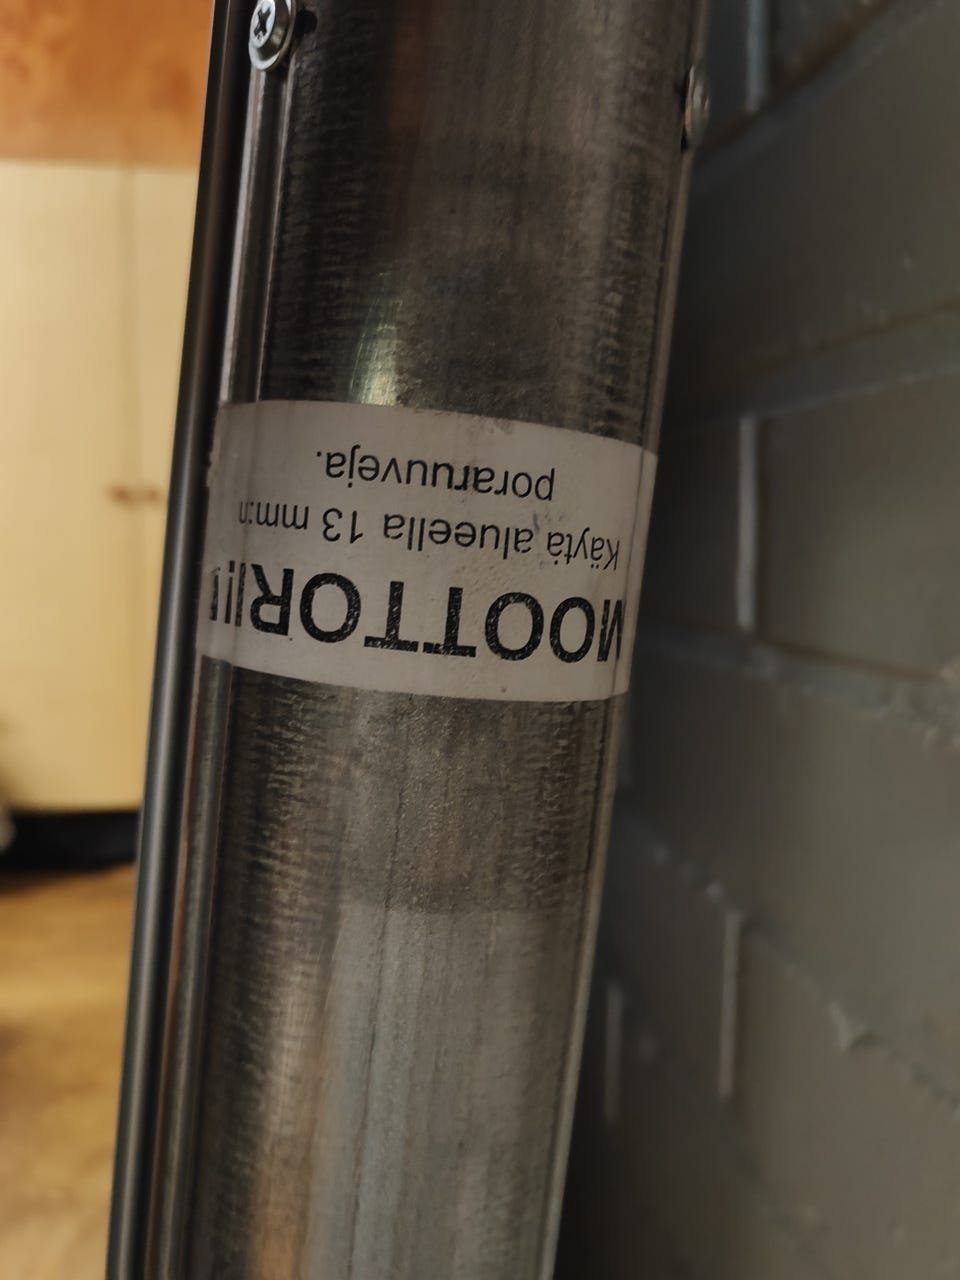 MOOTTORI!!
Käytä alueella 13 mm:n
poraruuveja.